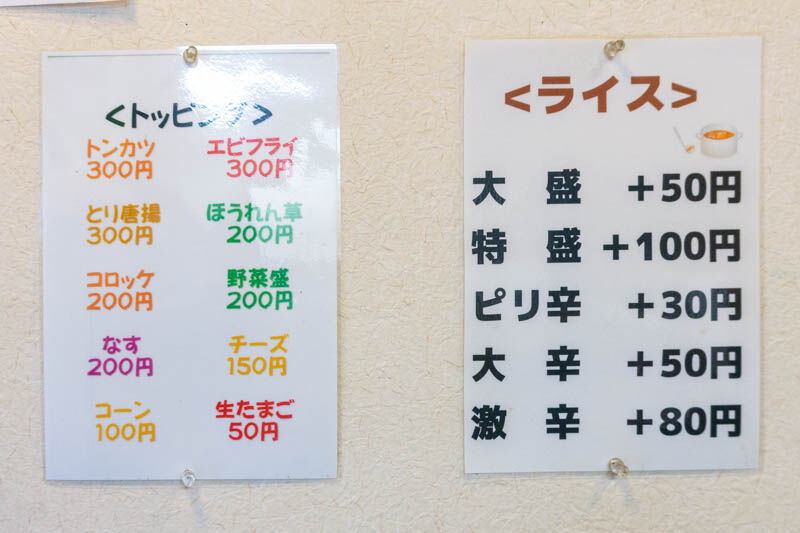 <トッピング>
トンカツ
300円
エビフライ
300円
とり唐揚
300円
ほうれん草
200円
コロッケ
200円
野菜盛
200円
なす
200円
チーズ
150円
コーン
100円
生たまご
50円
<ライス>
大 盛 +50円
特 盛 +100円
ピリ辛 +30円
大 辛 +50円
激 辛 +80円